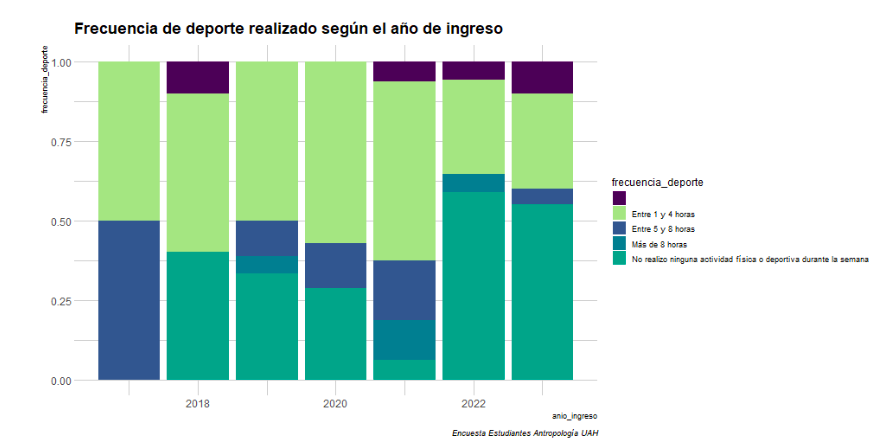 Frecuencia de deporte realizado según el año de ingreso
frecuencia_deporte
1.00
0.75
0.50
0.25
0.00
2018
2020
2022
anio_ingreso
frecuencia_deporte
Entre 1 y 4 horas
Entre 5 y 8 horas
Más de 8 horas
No realizo ninguna actividad física o deportiva durante la semana
Encuesta Estudiantes Antropología UAH